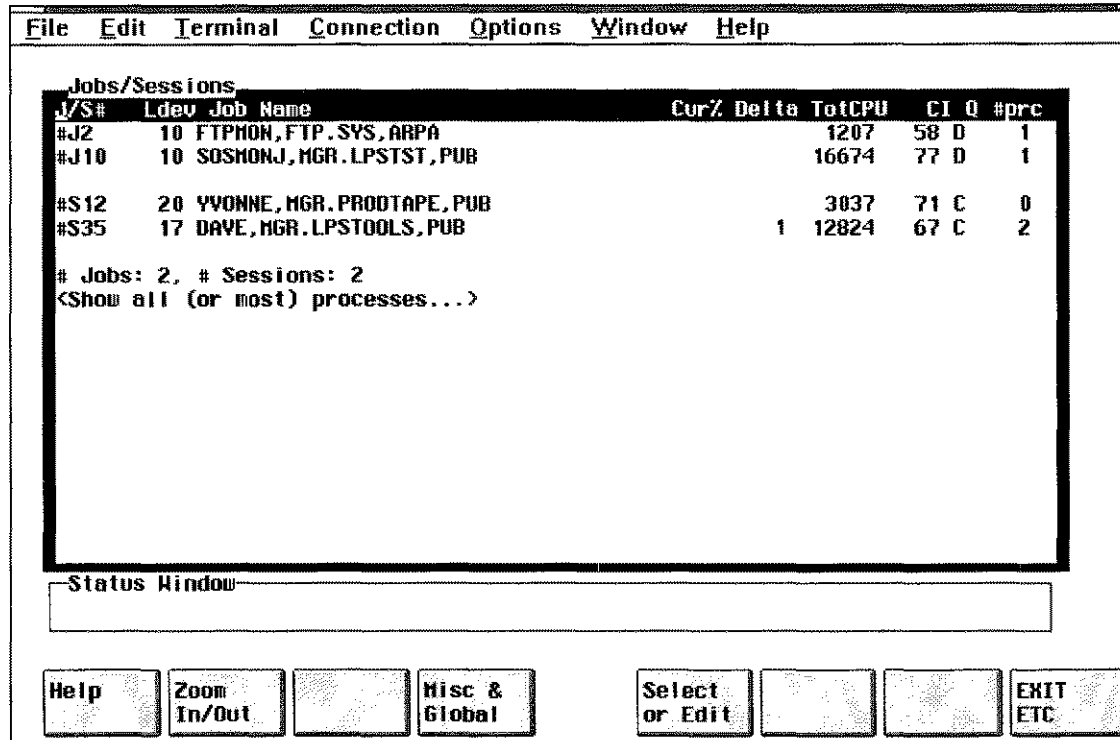 File Edit Terminal Connection Options Window Help
Jobs/Sessions
J/S# Ldev Job Name Cur% Delta TotCPU CI Q #prc
#J2 10 FTPMON,FTP.SYS,ARPA 1207 58 D 1
#J10 10 SOSMONJ,MGR.LPSTST,PUB 16674 77 D 1
#S12 20 YVONNE,MGR.PRODTAPE,PUB 3037 71 C 0
#S35 17 DAVE,MGR.LPSTOOLS,PUB 1 12824 67 C 2
# Jobs: 2, # Sessions: 2
<Show all (or most) processes...>
Status Window
Help Zoom In/Out Misc & Global Select or Edit EXIT ETC